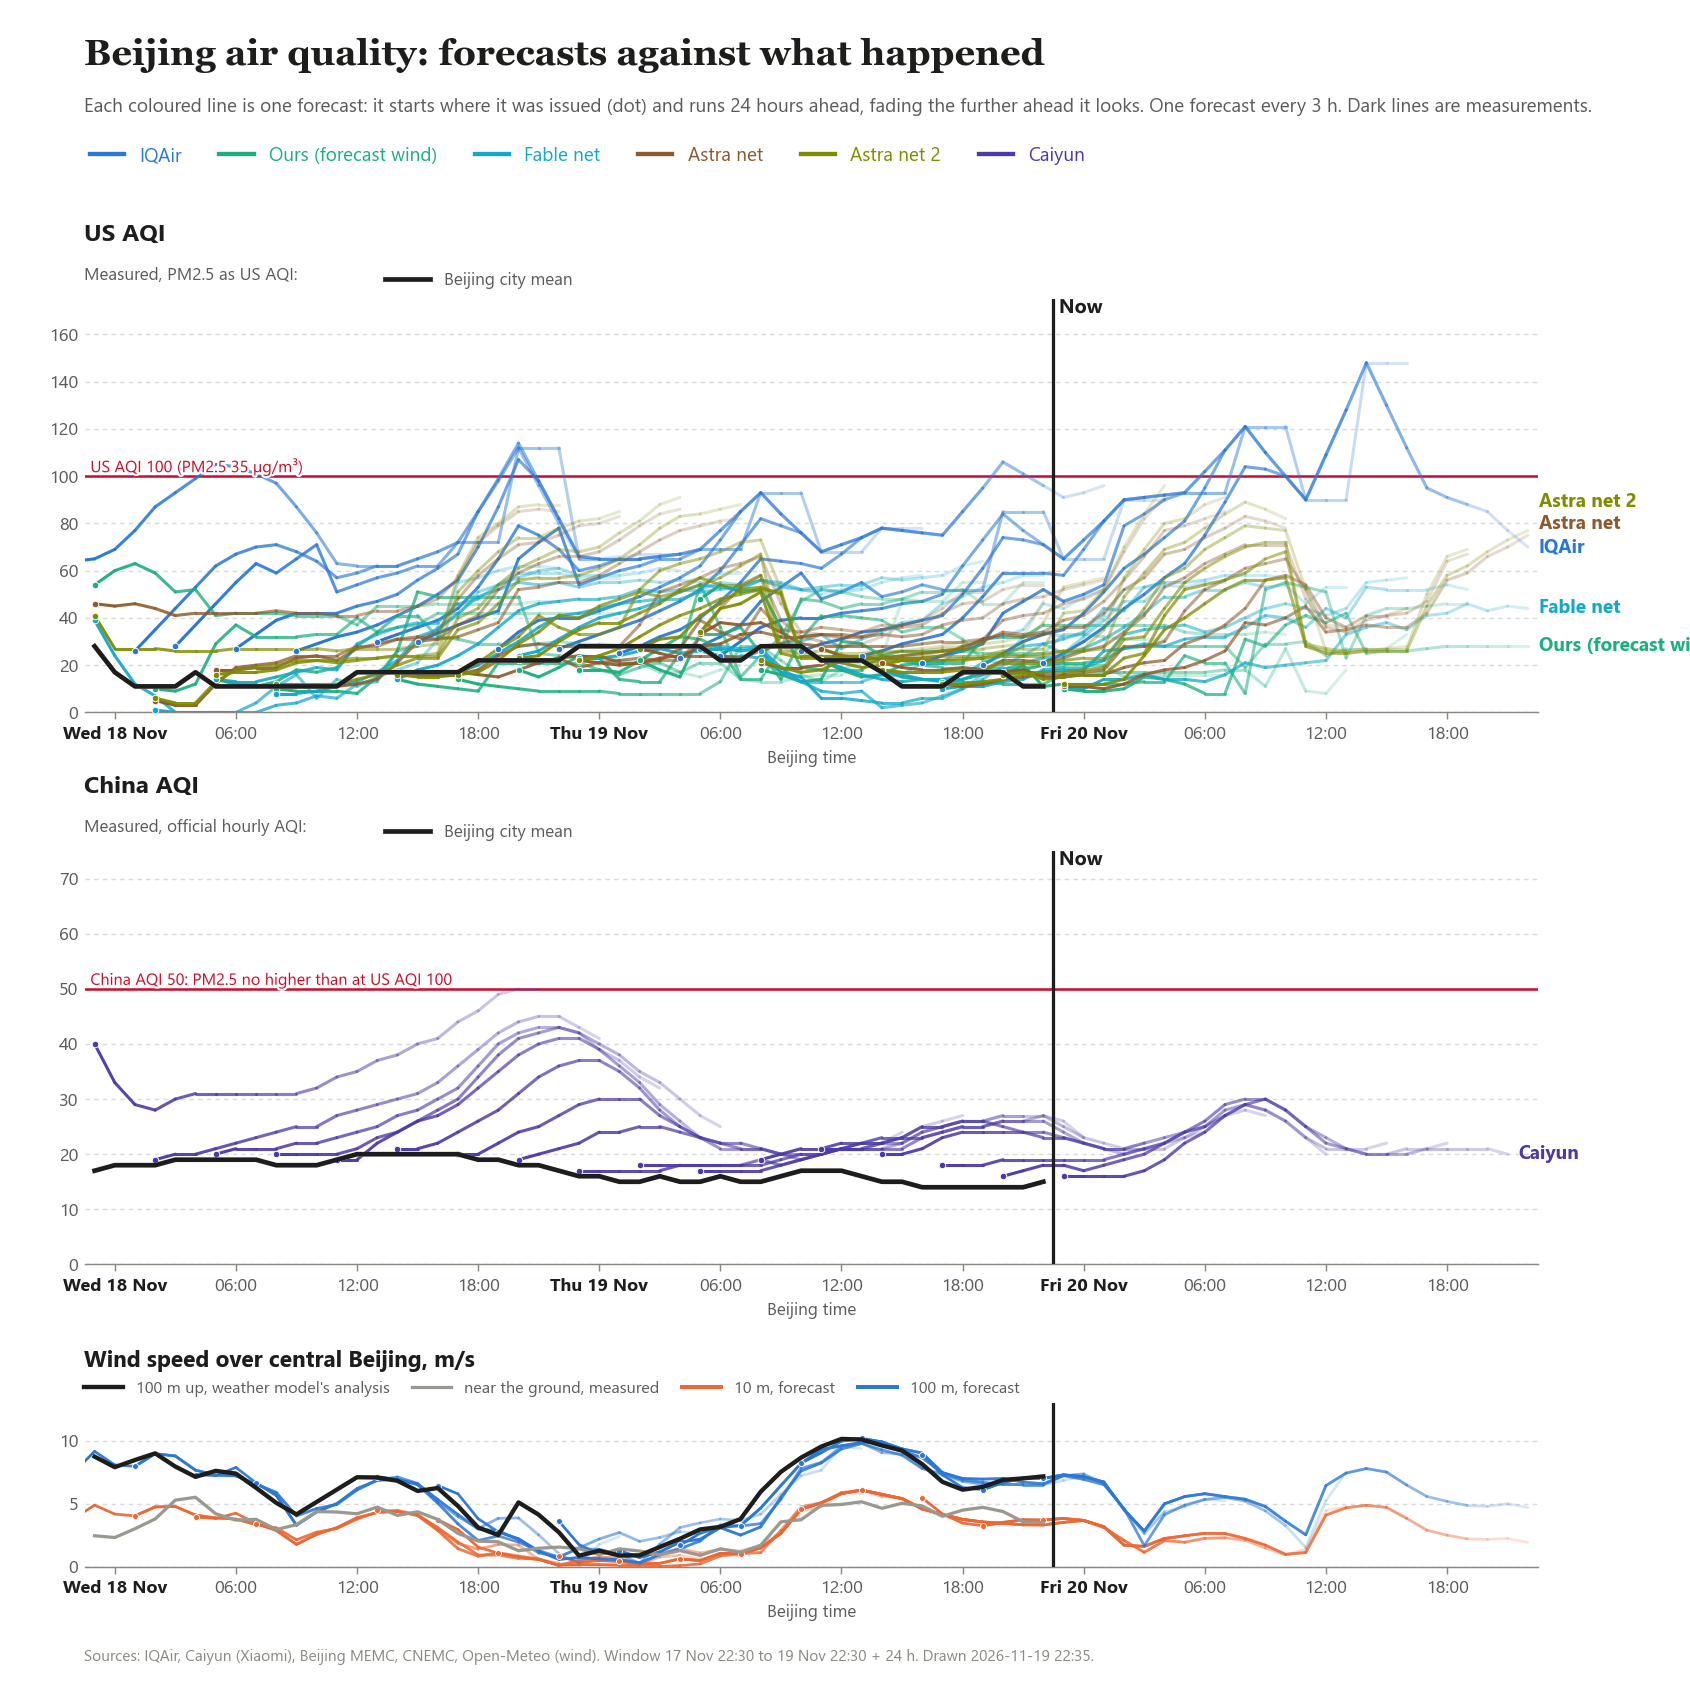 Beijing air quality: forecasts against what happened
Each coloured line is one forecast: it starts where it was issued (dot) and runs 24 hours ahead, fading the further ahead it looks. One forecast every 3 h. Dark lines are measurements.
IQAir Ours (forecast wind) Fable net Astra net Astra net 2 Caiyun
US AQI
Measured, PM2.5 as US AQI: Beijing city mean
Now
160
140
120
US AQI 100 (PM2.5 35 µg/m³)
100
Astra net 2
80
Astra net
IQAir
60
Fable net
40
Ours (forecast wi
20
0
Wed 18 Nov 06:00 12:00 18:00 Thu 19 Nov 06:00 12:00 18:00 Fri 20 Nov 06:00 12:00 18:00
Beijing time
China AQI
Measured, official hourly AQI: Beijing city mean
Now
70
60
China AQI 50: PM2.5 no higher than at US AQI 100
50
40
30
20
Caiyun
10
0
Wed 18 Nov 06:00 12:00 18:00 Thu 19 Nov 06:00 12:00 18:00 Fri 20 Nov 06:00 12:00 18:00
Beijing time
Wind speed over central Beijing, m/s
100 m up, weather model's analysis near the ground, measured 10 m, forecast 100 m, forecast
10
5
0
Wed 18 Nov 06:00 12:00 18:00 Thu 19 Nov 06:00 12:00 18:00 Fri 20 Nov 06:00 12:00 18:00
Beijing time
Sources: IQAir, Caiyun (Xiaomi), Beijing MEMC, CNEMC, Open-Meteo (wind). Window 17 Nov 22:30 to 19 Nov 22:30 + 24 h. Drawn 2026-11-19 22:35.